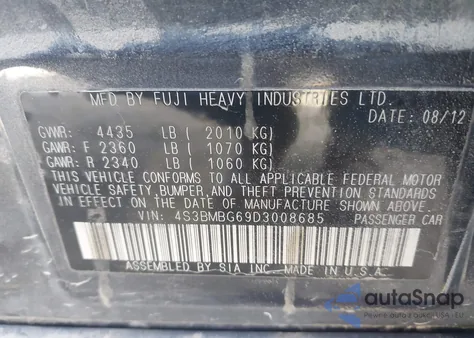 MFD BY FUJI HEAVY INDUSTRIES LTD.
DATE: 08/12
GVWR: 4435 LB ( 2010 KG)
GAWR: F 2360 LB ( 1070 KG)
GAWR: R 2340 LB ( 1060 KG)
THIS VEHICLE CONFORMS TO ALL APPLICABLE FEDERAL MOTOR
VEHICLE SAFETY, BUMPER, AND THEFT PREVENTION STANDARDS
IN EFFECT ON THE DATE OF MANUFACTURE SHOWN ABOVE.
VIN: 4S3BMBG69D3008685 PASSENGER CAR
ASSEMBLED BY SIA INC. MADE IN U.S.A.
autoSnap